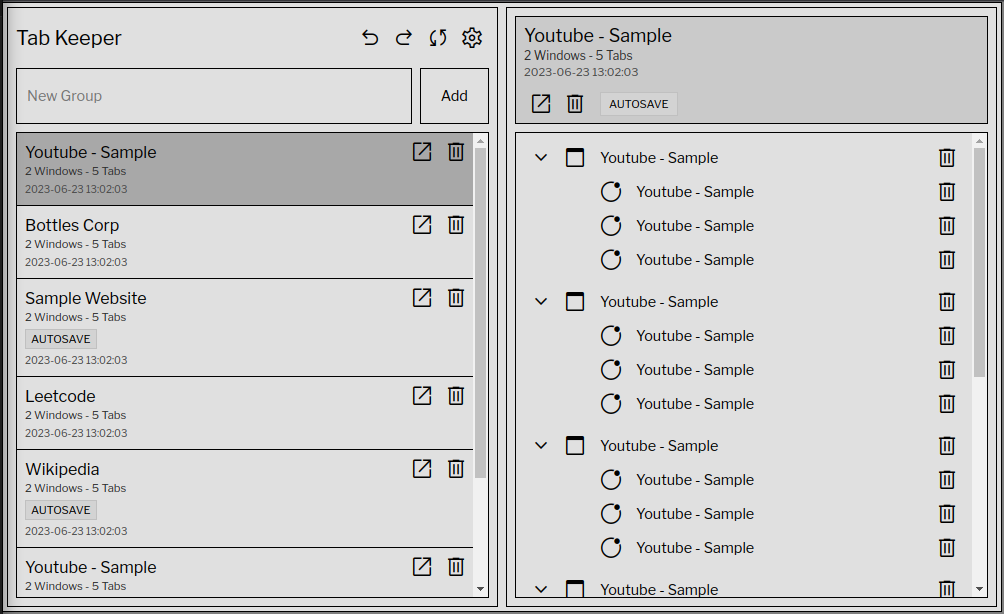 Tab Keeper
New Group
Add
Youtube - Sample
2 Windows - 5 Tabs
2023-06-23 13:02:03
Bottles Corp
2 Windows - 5 Tabs
2023-06-23 13:02:03
Sample Website
2 Windows - 5 Tabs
AUTOSAVE
2023-06-23 13:02:03
Leetcode
2 Windows - 5 Tabs
2023-06-23 13:02:03
Wikipedia
2 Windows - 5 Tabs
AUTOSAVE
2023-06-23 13:02:03
Youtube - Sample
2 Windows - 5 Tabs
Youtube - Sample
2 Windows - 5 Tabs
2023-06-23 13:02:03
AUTOSAVE
Youtube - Sample
Youtube - Sample
Youtube - Sample
Youtube - Sample
Youtube - Sample
Youtube - Sample
Youtube - Sample
Youtube - Sample
Youtube - Sample
Youtube - Sample
Youtube - Sample
Youtube - Sample
Youtube - Sample